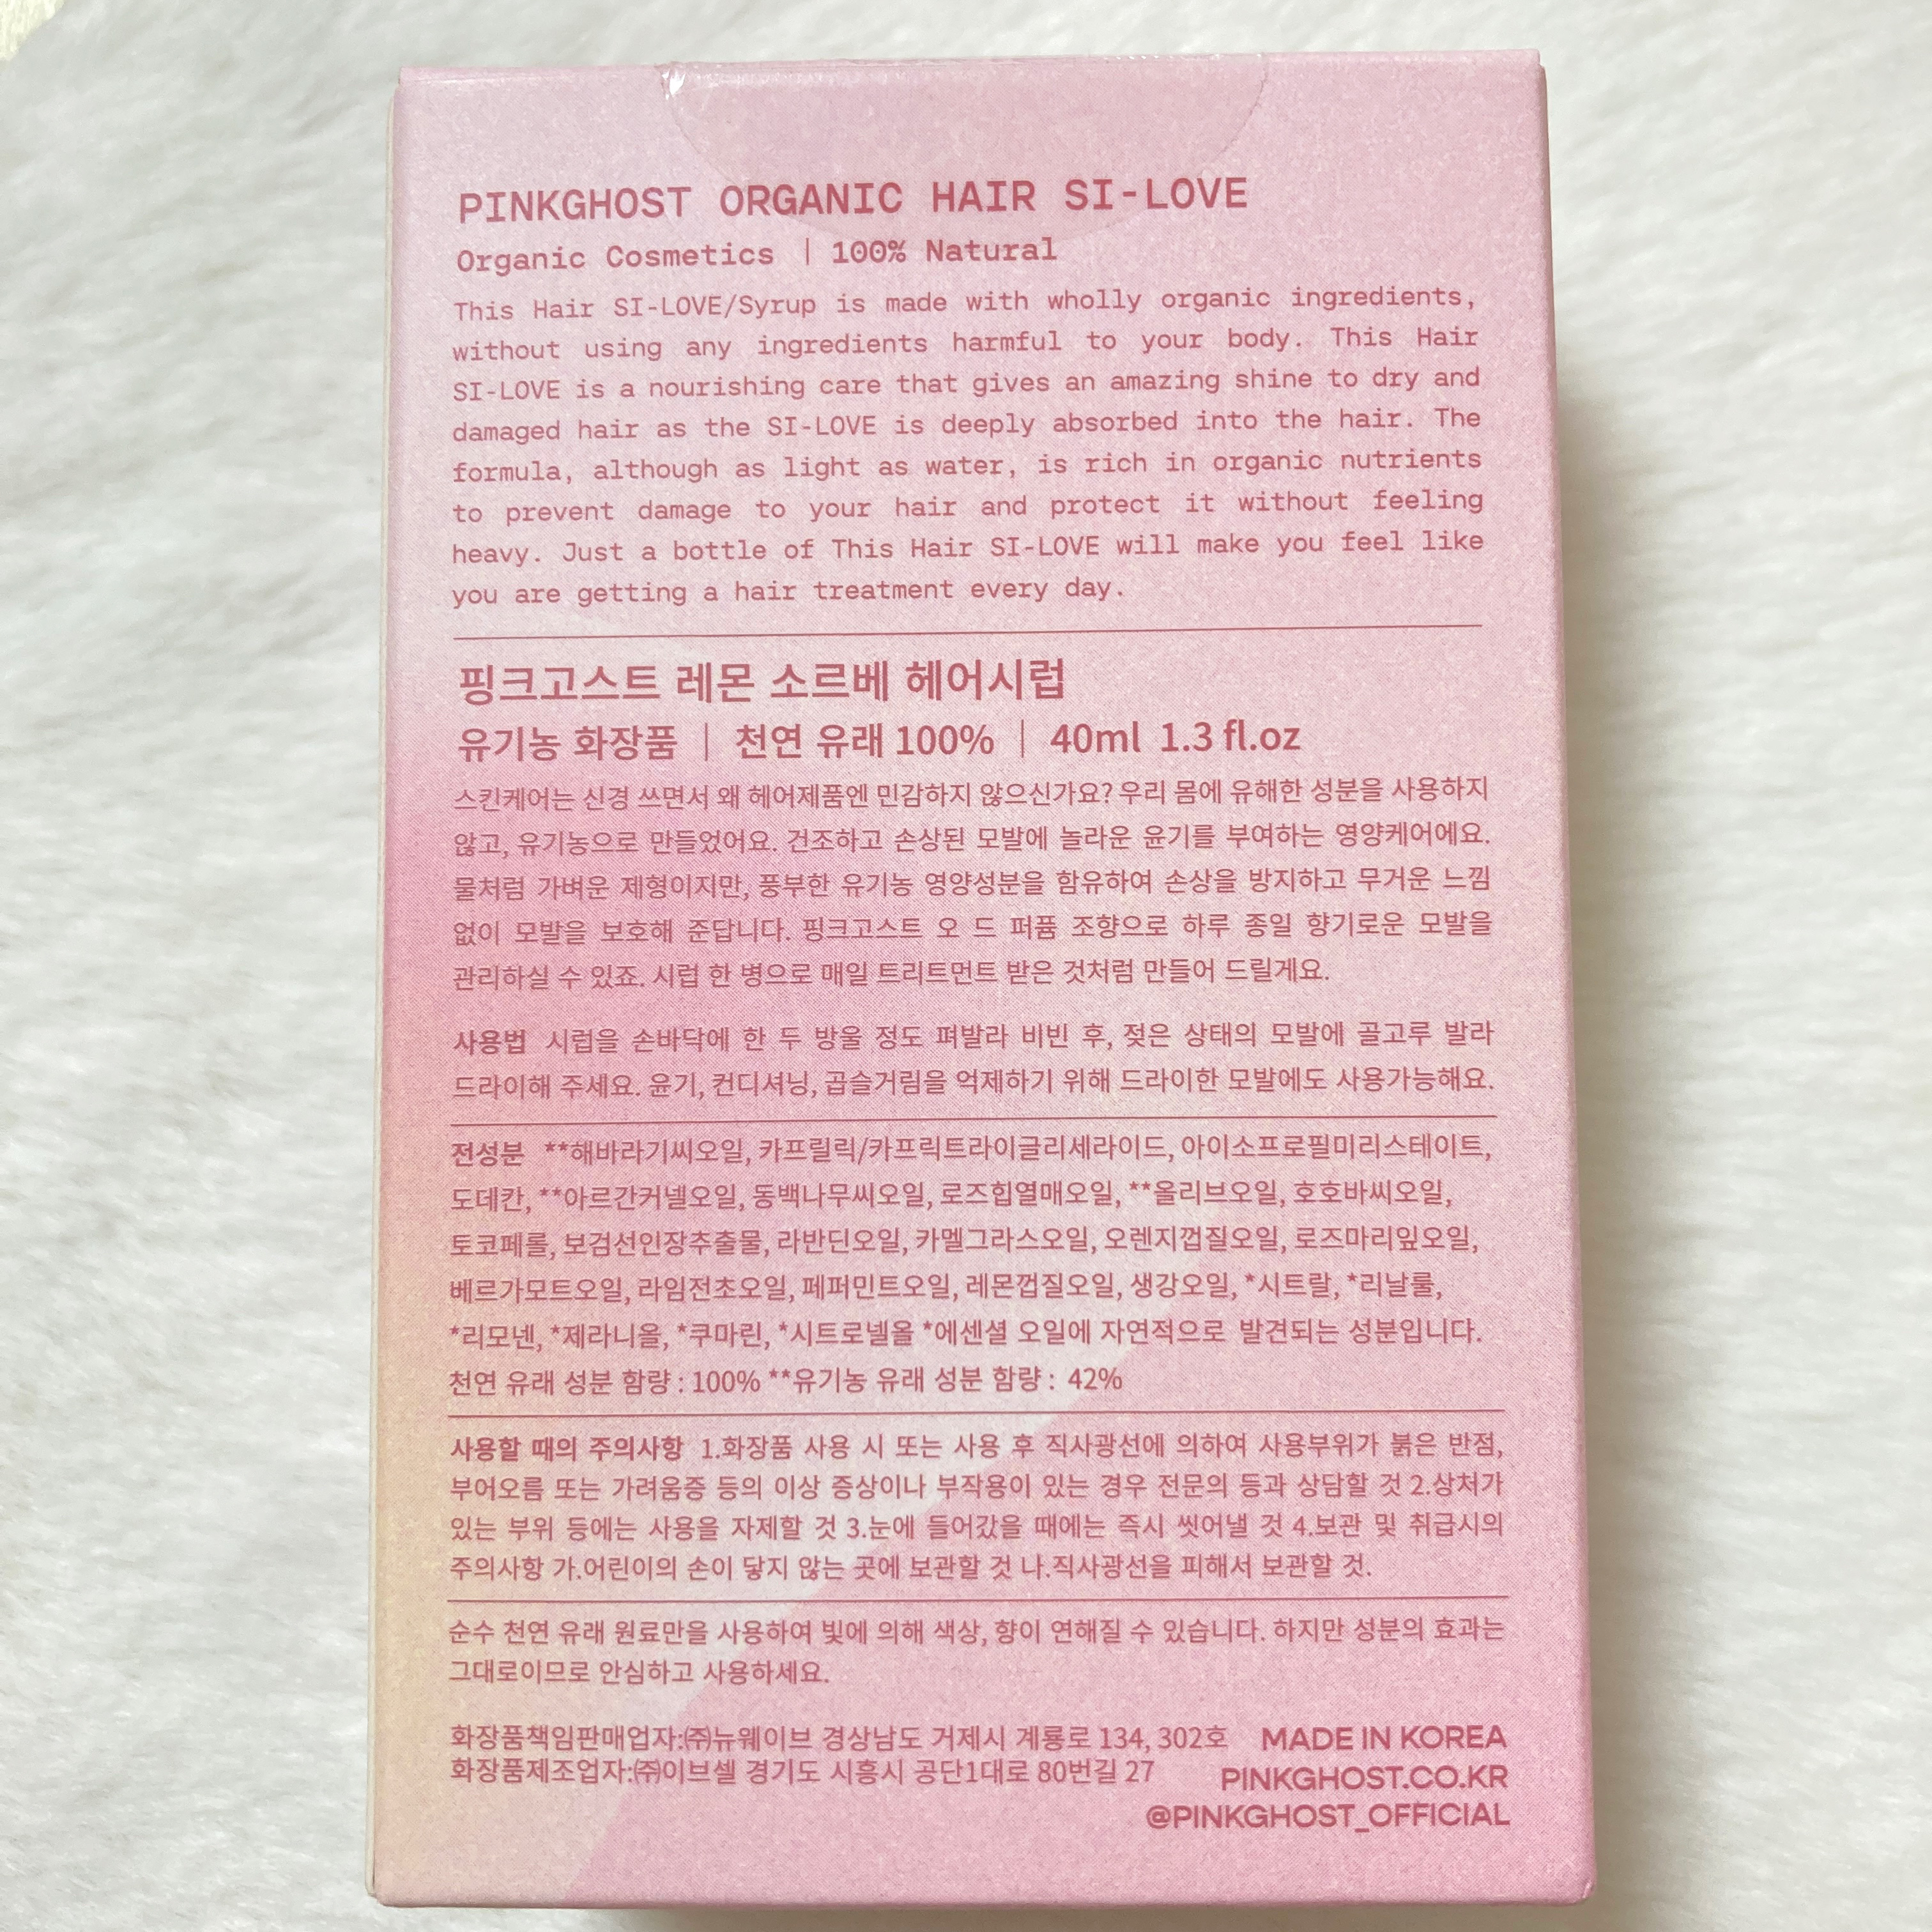 PINKGHOST ORGANIC HAIR SI-LOVE
Organic Cosmetics | 100% Natural
This Hair SI-LOVE/Syrup is made with wholly organic ingredients,
without using any ingredients harmful to your body. This Hair
SI-LOVE is a nourishing care that gives an amazing shine to dry and
damaged hair as the SI-LOVE is deeply absorbed into the hair. The
formula, although as light as water, is rich in organic nutrients
to prevent damage to your hair and protect it without feeling
heavy. Just a bottle of This Hair SI-LOVE will make you feel like
you are getting a hair treatment every day.
핑크고스트 레몬 소르베 헤어시럽
유기농 화장품 | 천연 유래 100% | 40ml 1.3 fl.oz
스킨케어는 신경 쓰면서 왜 헤어제품엔 민감하지 않으신가요? 우리 몸에 유해한 성분을 사용하지
않고, 유기농으로 만들었어요. 건조하고 손상된 모발에 놀라운 윤기를 부여하는 영양케어에요.
물처럼 가벼운 제형이지만, 풍부한 유기농 영양성분을 함유하여 손상을 방지하고 무거운 느낌
없이 모발을 보호해 준답니다. 핑크고스트 오 드 퍼퓸 조향으로 하루 종일 향기로운 모발을
관리하실 수 있죠. 시럽 한 병으로 매일 트리트먼트 받은 것처럼 만들어 드릴게요.
사용법 시럽을 손바닥에 한 두 방울 정도 펴발라 비빈 후, 젖은 상태의 모발에 골고루 발라
드라이해 주세요. 윤기, 컨디셔닝, 곱슬거림을 억제하기 위해 드라이한 모발에도 사용가능해요.
전성분 **해바라기씨오일, 카프릴릭/카프릭트라이글리세라이드, 아이소프로필미리스테이트,
도데칸, **아르간커넬오일, 동백나무씨오일, 로즈힙열매오일, **올리브오일, 호호바씨오일,
토코페롤, 보검선인장추출물, 라반딘오일, 카멜그라스오일, 오렌지껍질오일, 로즈마리잎오일,
베르가모트오일, 라임전초오일, 페퍼민트오일, 레몬껍질오일, 생강오일, *시트랄, *리날룰,
*리모넨, *제라니올, *쿠마린, *시트로넬올 *에센셜 오일에 자연적으로 발견되는 성분입니다.
천연 유래 성분 함량 : 100% **유기농 유래 성분 함량 : 42%
사용할 때의 주의사항 1.화장품 사용 시 또는 사용 후 직사광선에 의하여 사용부위가 붉은 반점,
부어오름 또는 가려움증 등의 이상 증상이나 부작용이 있는 경우 전문의 등과 상담할 것 2.상처가
있는 부위 등에는 사용을 자제할 것 3.눈에 들어갔을 때에는 즉시 씻어낼 것 4.보관 및 취급시의
주의사항 가.어린이의 손이 닿지 않는 곳에 보관할 것 나.직사광선을 피해서 보관할 것.
순수 천연 유래 원료만을 사용하여 빛에 의해 색상, 향이 연해질 수 있습니다. 하지만 성분의 효과는
그대로이므로 안심하고 사용하세요.
화장품책임판매업자:㈜뉴웨이브 경상남도 거제시 계룡로 134, 302호
화장품제조업자:㈜이브셀 경기도 시흥시 공단1대로 80번길 27
MADE IN KOREA
PINKGHOST.CO.KR
@PINKGHOST_OFFICIAL